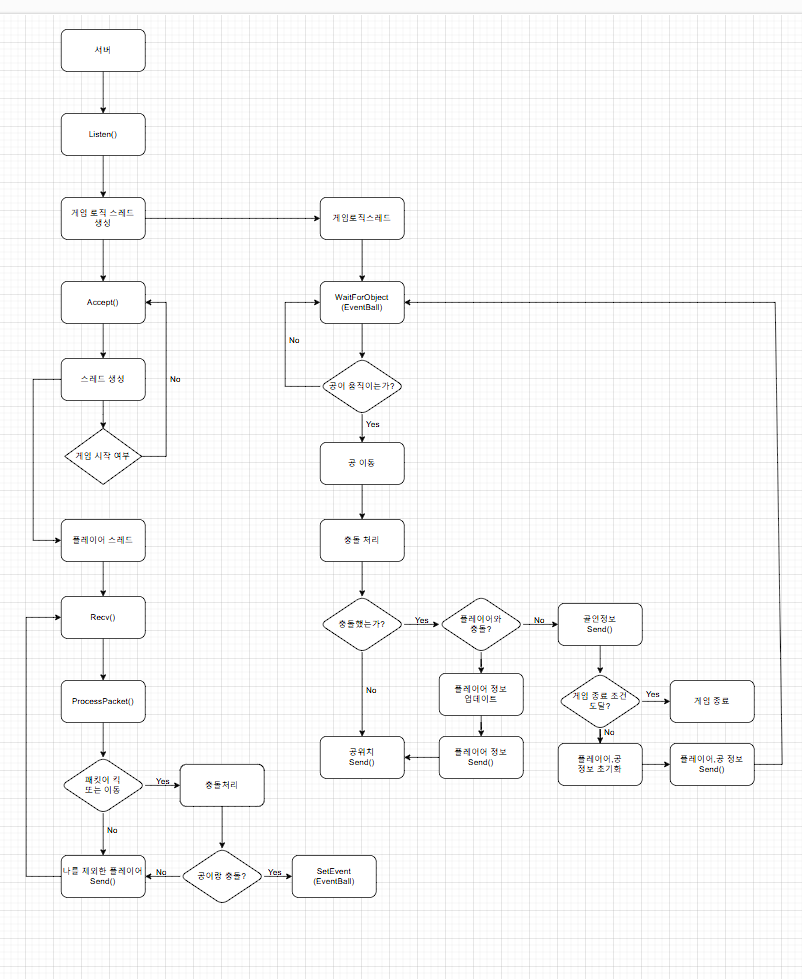 서버
Listen()
게임 로직 스레드
생성
게임로직스레드
Accept()
WaitForObject
(EventBall)
No
스레드 생성
No
공이 움직이는가?
Yes
게임 시작 여부
공 이동
플레이어 스레드
충돌 처리
Recv()
충돌했는가?
Yes
플레이어와
충돌?
No
골인정보
Send()
ProcessPacket()
No
플레이어 정보
업데이트
게임 종료 조건
도달?
Yes
게임 종료
No
공위치
Send()
플레이어 정보
Send()
플레이어,공
정보 초기화
플레이어,공 정보
Send()
패킷이 킥
또는 이동
Yes
충돌처리
No
나를 제외한 플레이어
Send()
No
공이랑 충돌?
Yes
SetEvent
(EventBall)